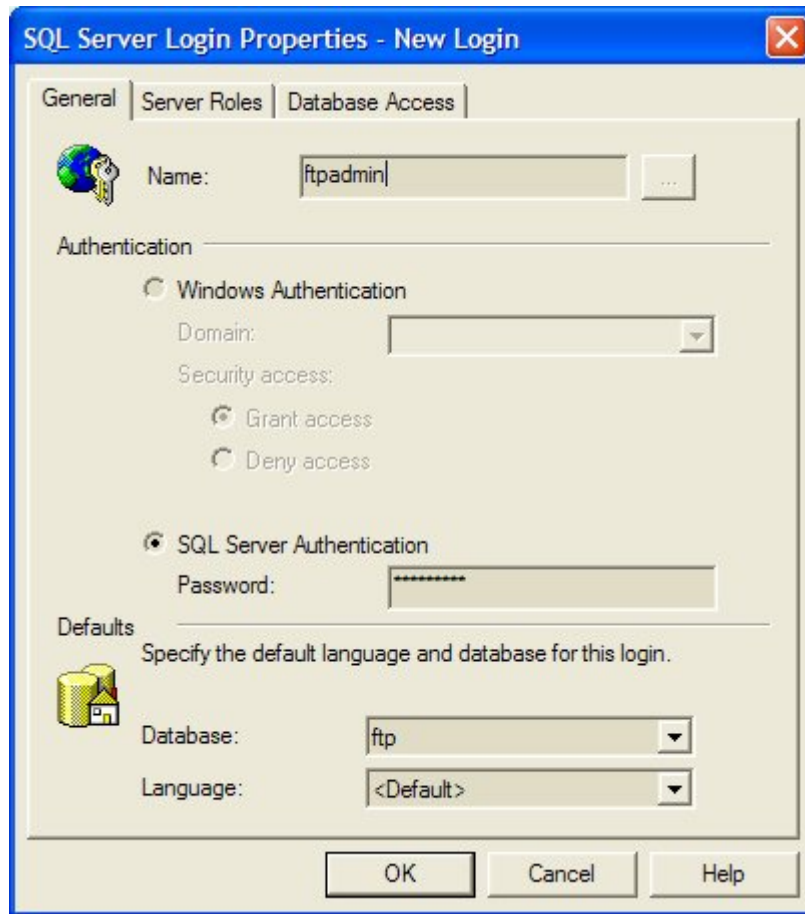 SQL Server Login Properties - New Login
General Server Roles Database Access
Name: ftpadmin ...
Authentication
Windows Authentication
Domain:
Security access:
Grant access
Deny access
SQL Server Authentication
Password: *********
Defaults
Specify the default language and database for this login.
Database: ftp
Language: <Default>
OK Cancel Help